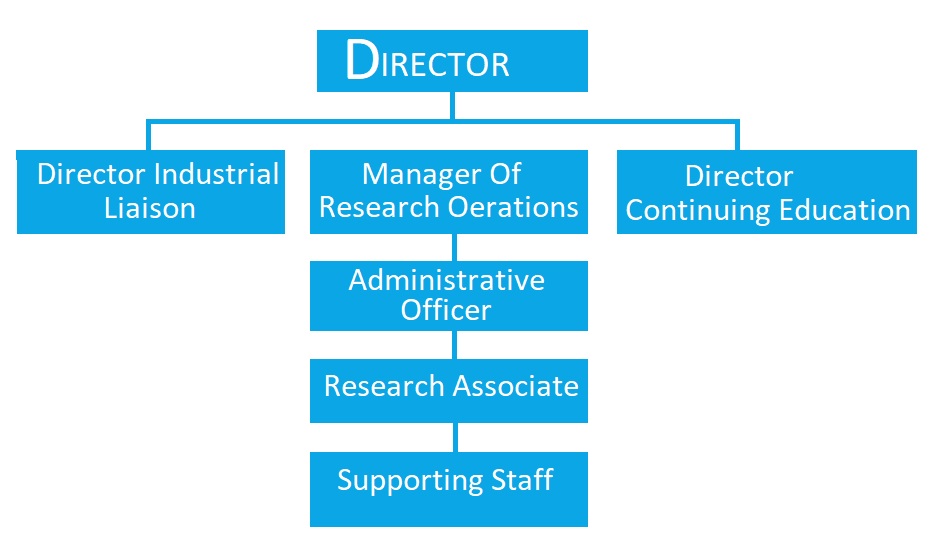 DIRECTOR
Director Industrial
Liaison
Manager Of
Research Oerations
Director
Continuing Education
Administrative
Officer
Research Associate
Supporting Staff